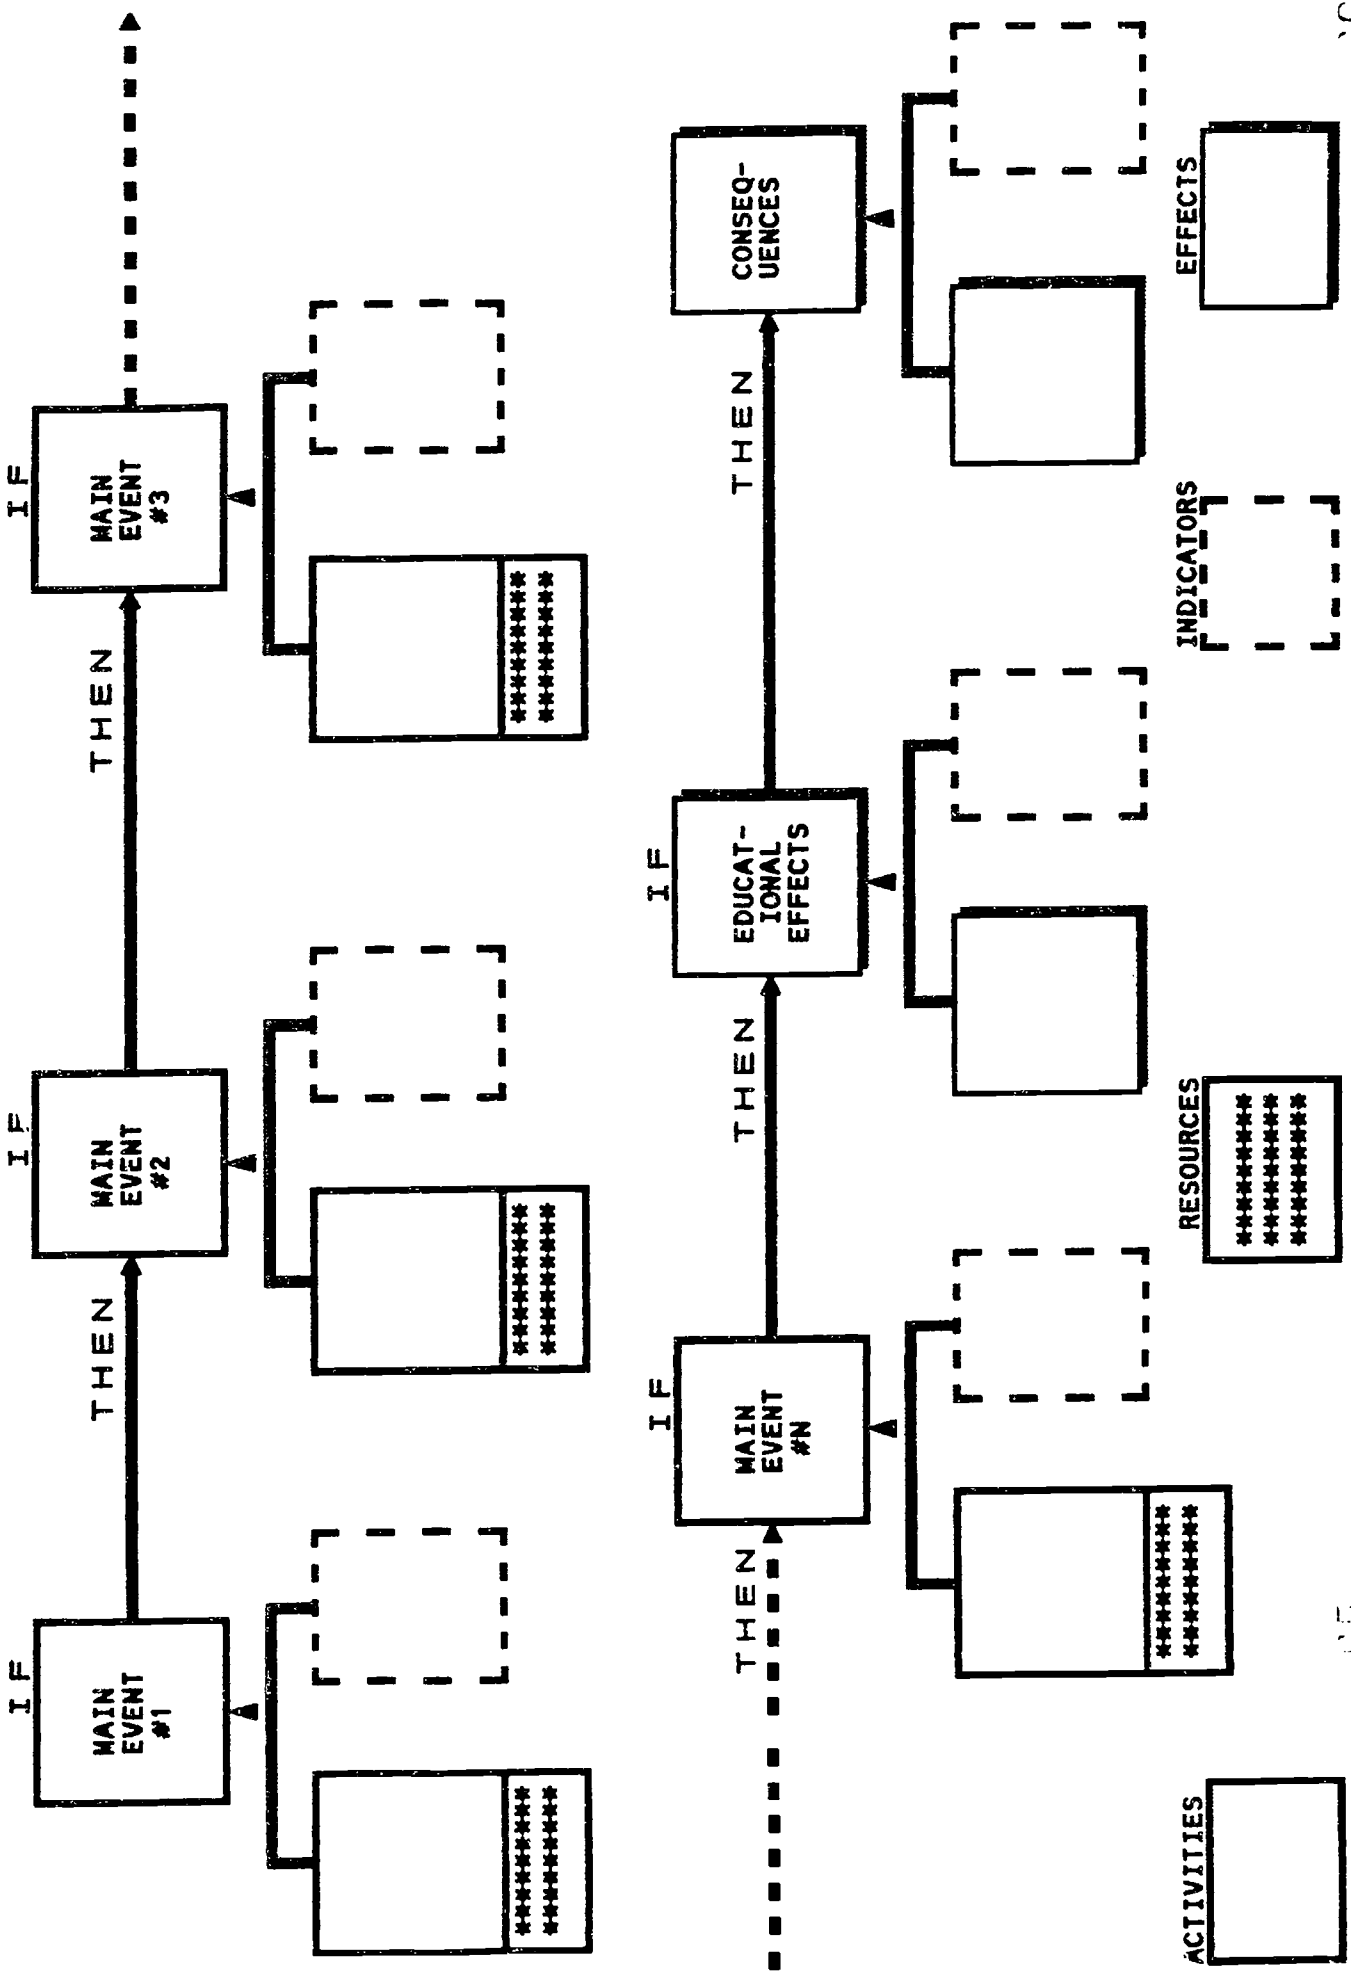 IF
IF
IF
THEN
THEN
MAIN
EVENT
#1
MAIN
EVENT
#2
MAIN
EVENT
#3
**********
**********
**********
**********
**********
**********
IF
IF
THEN
THEN
THEN
MAIN
EVENT
#N
EDUCAT-
IONAL
EFFECTS
CONSEQ-
UENCES
**********
**********
ACTIVITIES
RESOURCES
INDICATORS
EFFECTS
**********
**********
**********